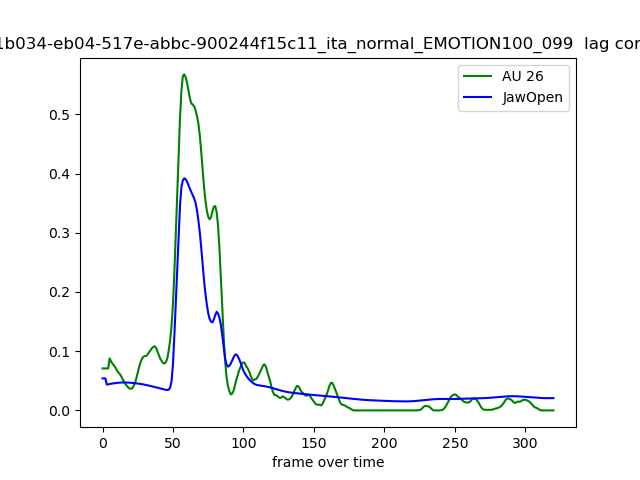 1b034-eb04-517e-abbc-900244f15c11_ita_normal_EMOTION100_099 lag cor
AU 26
JawOpen
0.5
0.4
0.3
0.2
0.1
0.0
0 50 100 150 200 250 300
frame over time